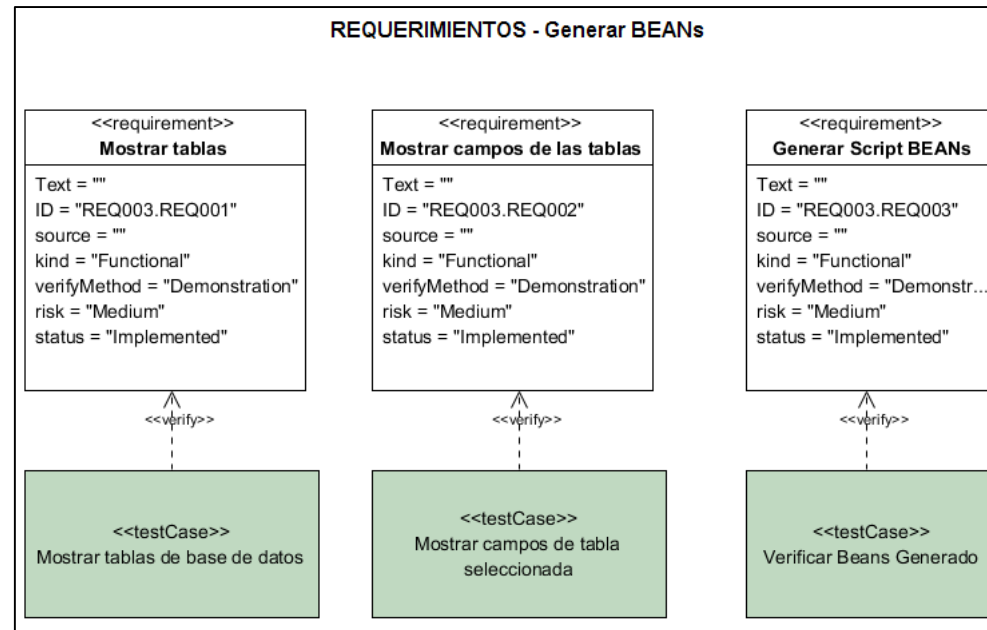 REQUERIMIENTOS - Generar BEANs
<<requirement>>
Mostrar tablas
Text = ""
ID = "REQ003.REQ001"
source = ""
kind = "Functional"
verifyMethod = "Demonstration"
risk = "Medium"
status = "Implemented"
<<verify>>
<<testCase>>
Mostrar tablas de base de datos
<<requirement>>
Mostrar campos de las tablas
Text = ""
ID = "REQ003.REQ002"
source = ""
kind = "Functional"
verifyMethod = "Demonstration"
risk = "Medium"
status = "Implemented"
<<verify>>
<<testCase>>
Mostrar campos de tabla
seleccionada
<<requirement>>
Generar Script BEANs
Text = ""
ID = "REQ003.REQ003"
source = ""
kind = "Functional"
verifyMethod = "Demonstr...
risk = "Medium"
status = "Implemented"
<<verify>>
<<testCase>>
Verificar Beans Generado